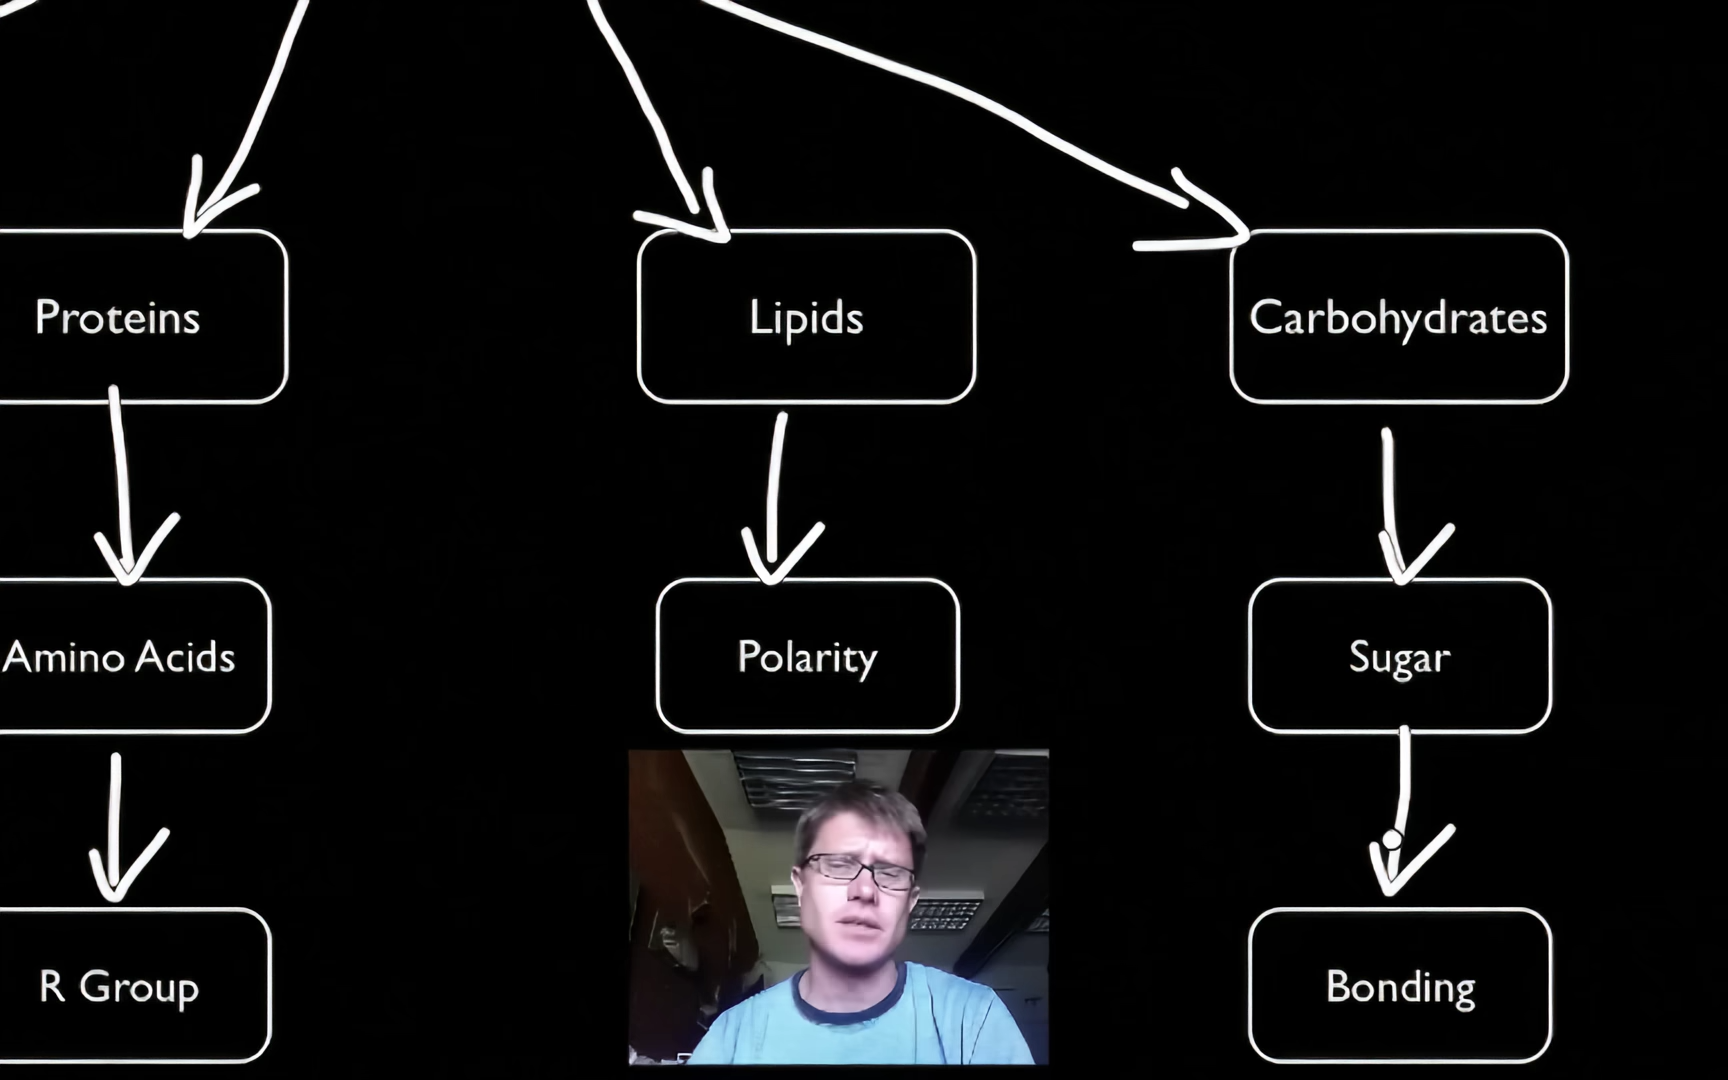 Proteins
Lipids
Carbohydrates
Amino Acids
Polarity
Sugar
R Group
Bonding